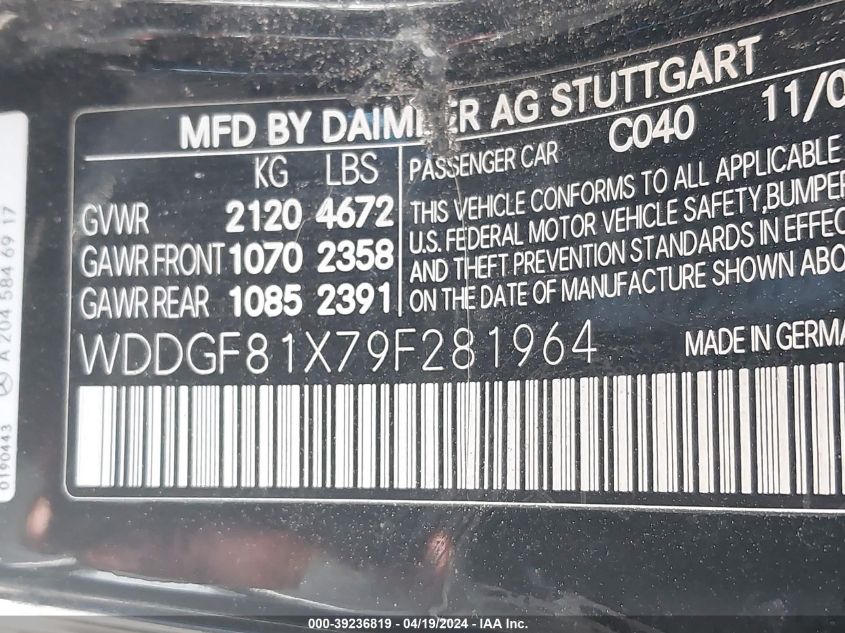 MFD BY DAIMLER AG STUTTGART
C040 11/0
KG LBS
GVWR 2120 4672
GAWR FRONT 1070 2358
GAWR REAR 1085 2391
PASSENGER CAR
THIS VEHICLE CONFORMS TO ALL APPLICABLE
U.S. FEDERAL MOTOR VEHICLE SAFETY, BUMPER
AND THEFT PREVENTION STANDARDS IN EFFEC
ON THE DATE OF MANUFACTURE SHOWN ABO
WDDGF81X79F281964
MADE IN GERMA
0190443 A 204 584 69 17
000-39236819 - 04/19/2024 - IAA Inc.